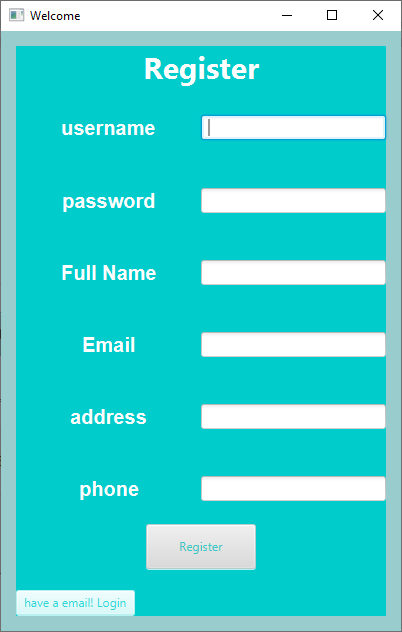 Welcome
Register
username
password
Full Name
Email
address
phone
Register
have a email! Login